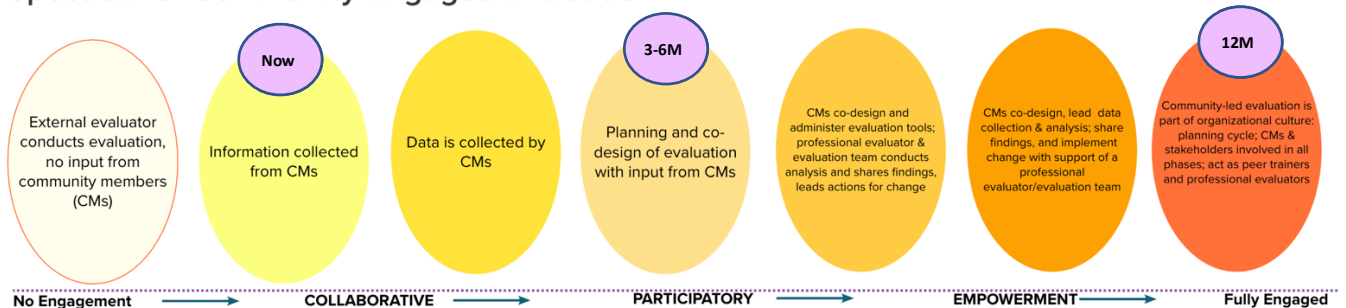 Now
3-6M
12M
External evaluator
conducts evaluation,
no input from
community members
(CMs)
Information collected
from CMs
Data is collected by
CMs
Planning and co-
design of evaluation
with input from CMs
CMs co-design and
administer evaluation tools;
professional evaluator &
evaluation team conducts
analysis and shares findings,
leads actions for change
CMs co-design, lead data
collection & analysis; share
findings, and implement
change with support of a
professional
evaluator/evaluation team
Community-led evaluation is
part of organizational culture:
planning cycle; CMs &
stakeholders involved in all
phases; act as peer trainers
and professional evaluators
No Engagement
COLLABORATIVE
PARTICIPATORY
EMPOWERMENT
Fully Engaged